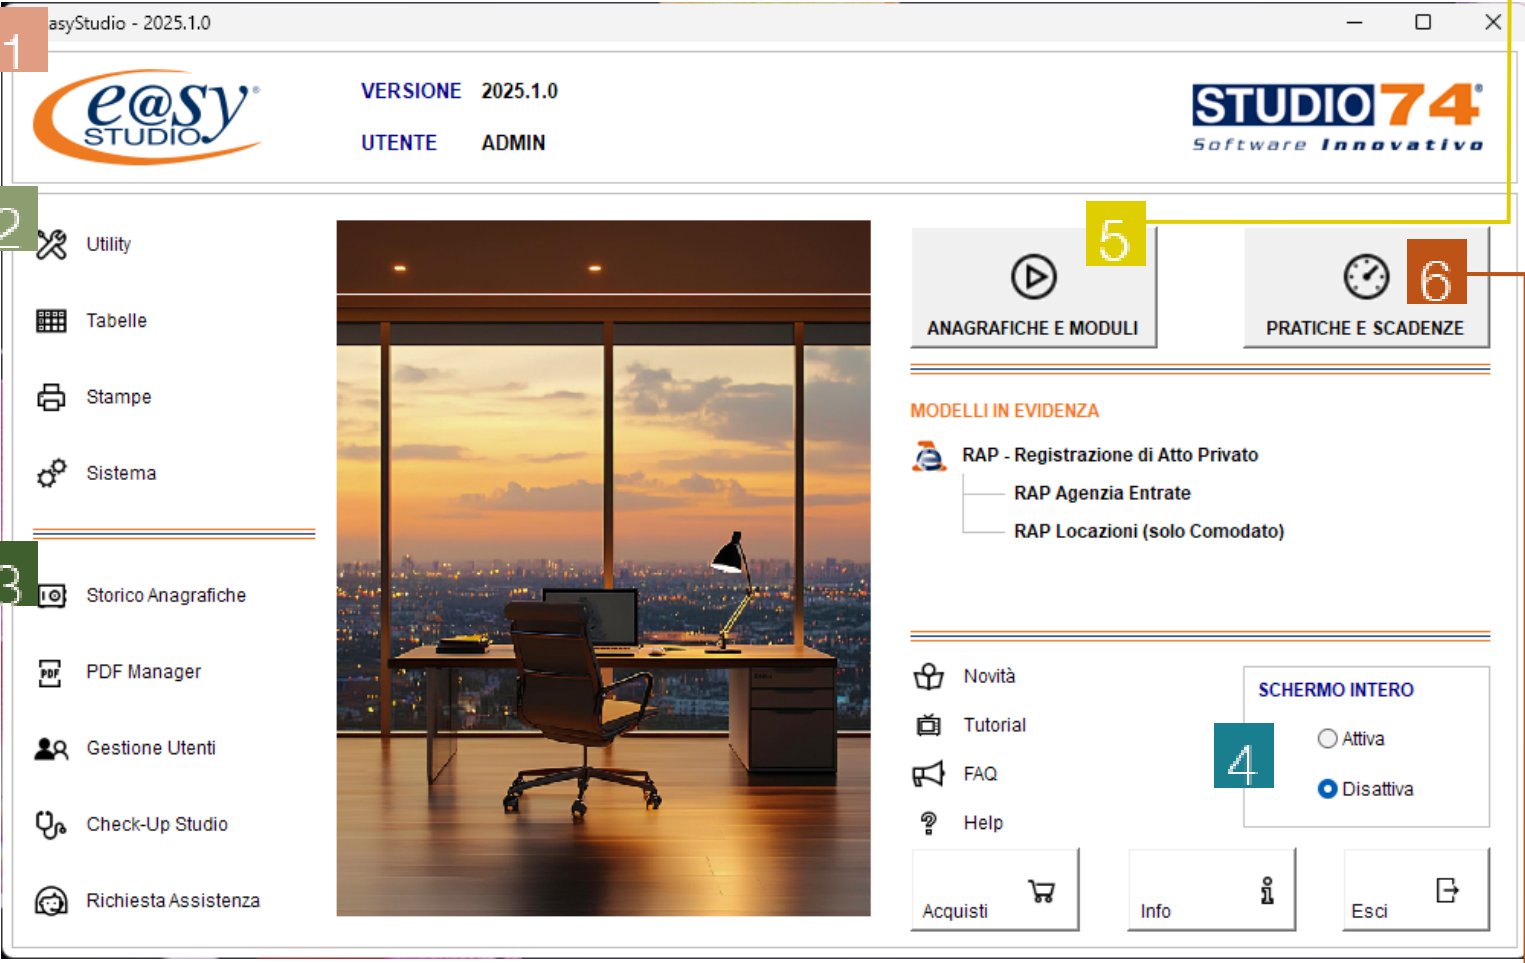 asyStudio - 2025.1.0
1
e@sy
STUDIO
VERSIONE 2025.1.0
UTENTE ADMIN
STUDIO 74
Software Innovativo
2
Utility
Tabelle
Stampe
Sistema
3
Storico Anagrafiche
PDF
PDF Manager
Gestione Utenti
Check-Up Studio
Richiesta Assistenza
5
ANAGRAFICHE E MODULI
6
PRATICHE E SCADENZE
MODELLI IN EVIDENZA
RAP - Registrazione di Atto Privato
RAP Agenzia Entrate
RAP Locazioni (solo Comodato)
Novità
Tutorial
FAQ
Help
SCHERMO INTERO
4
Attiva
Disattiva
Acquisti
Info
Esci